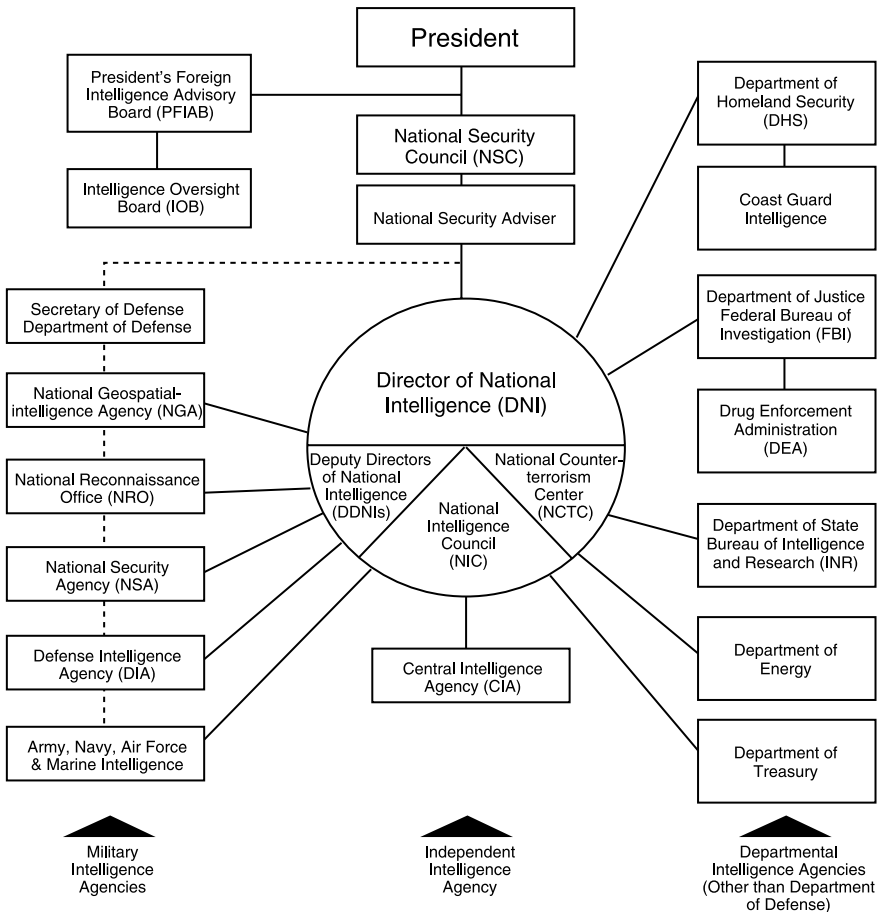 President
President's Foreign
Intelligence Advisory
Board (PFIAB)
Intelligence Oversight
Board (IOB)
National Security
Council (NSC)
National Security Adviser
Department of
Homeland Security
(DHS)
Coast Guard
Intelligence
Secretary of Defense
Department of Defense
National Geospatial-
intelligence Agency (NGA)
National Reconnaissance
Office (NRO)
National Security
Agency (NSA)
Defense Intelligence
Agency (DIA)
Army, Navy, Air Force
& Marine Intelligence
Director of National
Intelligence (DNI)
Deputy Directors
of National
Intelligence
(DDNIs)
National
Intelligence
Council
(NIC)
National Counter-
terrorism
Center
(NCTC)
Central Intelligence
Agency (CIA)
Department of Justice
Federal Bureau of
Investigation (FBI)
Drug Enforcement
Administration
(DEA)
Department of State
Bureau of Intelligence
and Research (INR)
Department of
Energy
Department of
Treasury
Military
Intelligence
Agencies
Independent
Intelligence
Agency
Departmental
Intelligence Agencies
(Other than Department
of Defense)